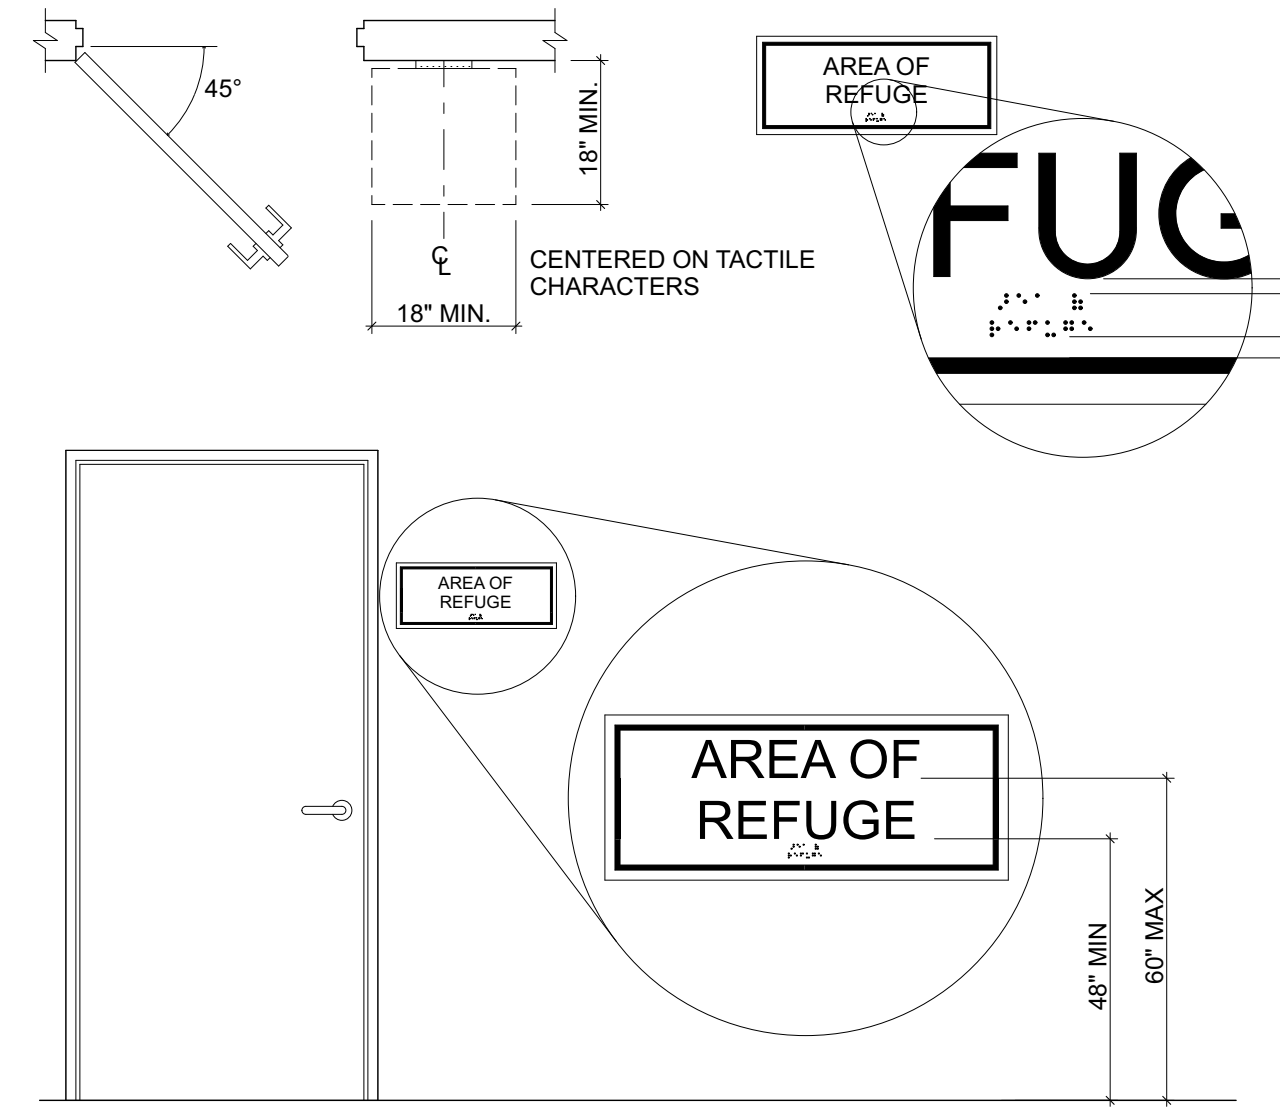 45°
18" MIN.
℄
CENTERED ON TACTILE
CHARACTERS
18" MIN.
AREA OF
REFUGE
FUG
AREA OF
REFUGE
AREA OF
REFUGE
48" MIN
60" MAX